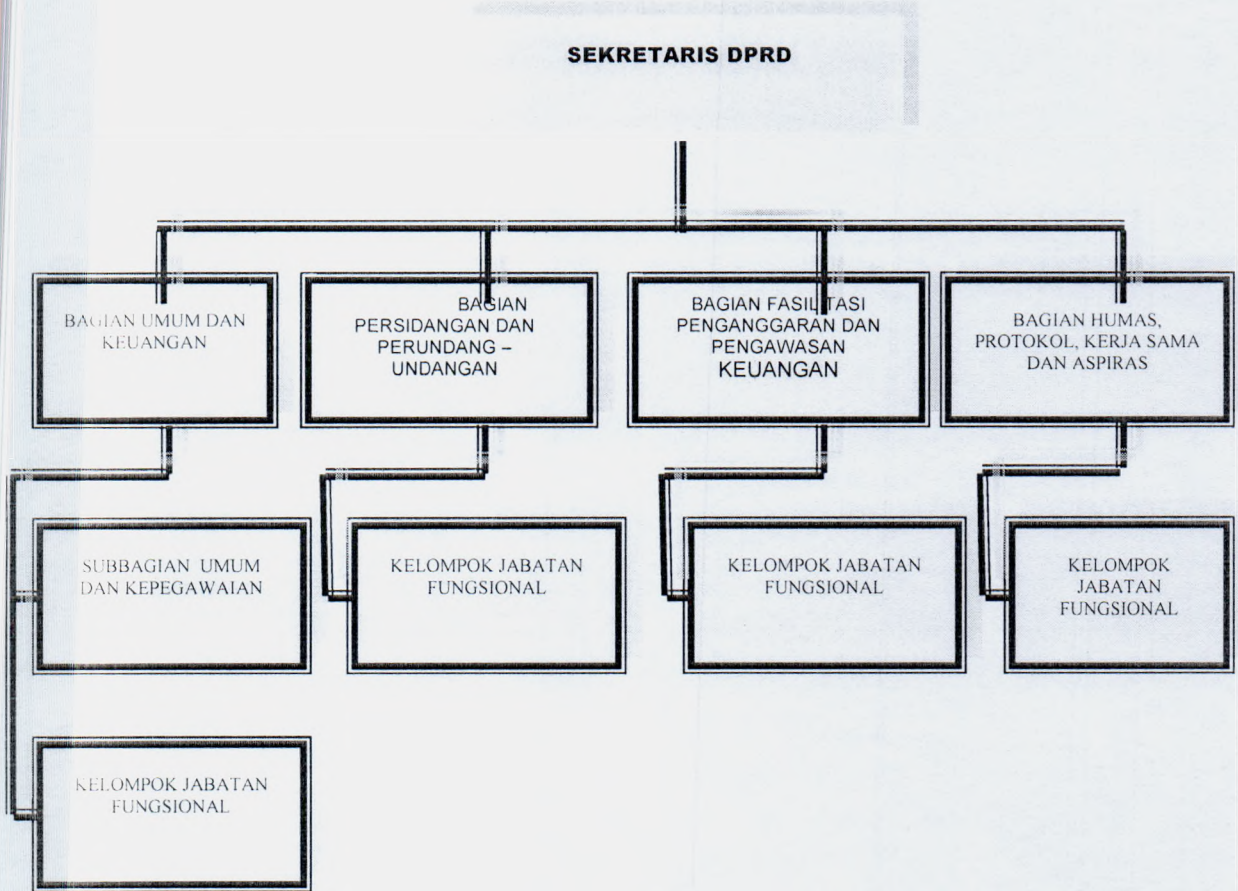 SEKRETARIS DPRD
BAGIAN UMUM DAN
KEUANGAN
BAGIAN
PERSIDANGAN DAN
PERUNDANG –
UNDANGAN
BAGIAN FASILITASI
PENGANGGARAN DAN
PENGAWASAN
KEUANGAN
BAGIAN HUMAS,
PROTOKOL, KERJA SAMA
DAN ASPIRAS
SUBBAGIAN UMUM
DAN KEPEGAWAIAN
KELOMPOK JABATAN
FUNGSIONAL
KELOMPOK JABATAN
FUNGSIONAL
KELOMPOK
JABATAN
FUNGSIONAL
KELOMPOK JABATAN
FUNGSIONAL